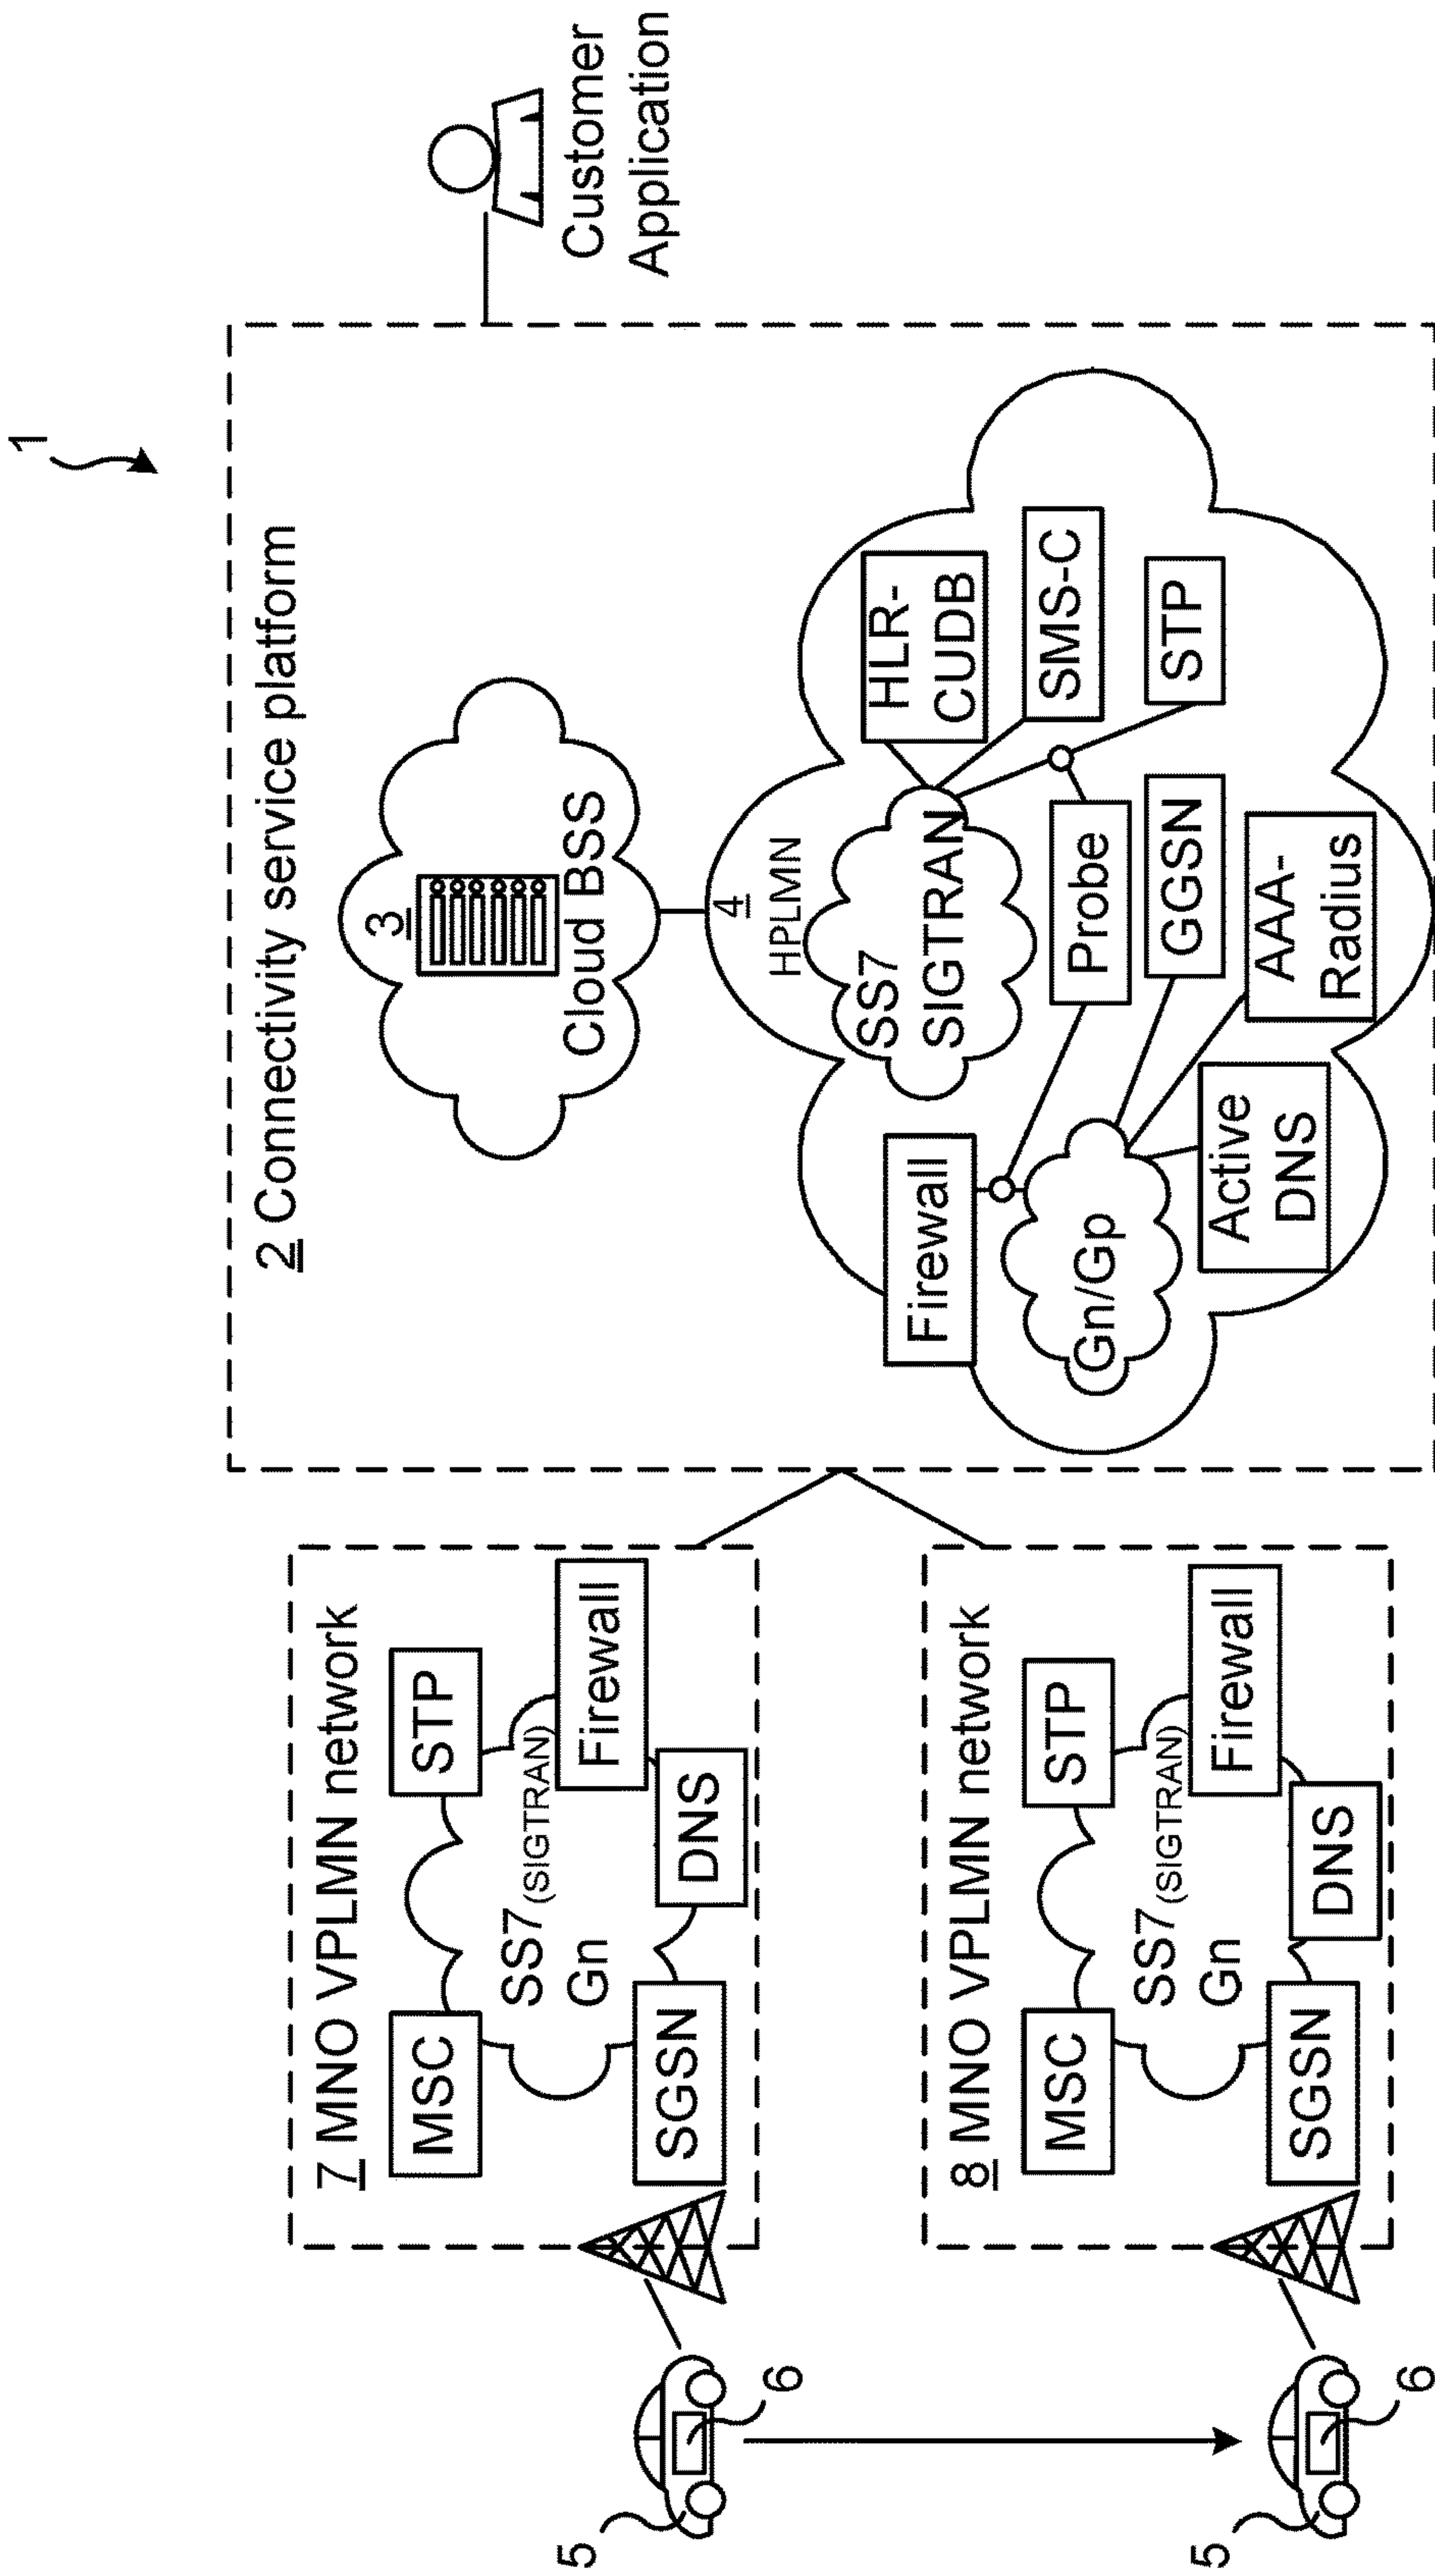 1
2 Connectivity service platform
3
Cloud BSS
4
HPLMN
SS7
SIGTRAN
HLR-
CUDB
SMS-C
STP
Probe
GGSN
AAA-
Radius
Active
DNS
Gn/Gp
Firewall
Customer
Application
7 MNO VPLMN network
MSC
STP
SS7(SIGTRAN)
Gn
Firewall
SGSN
DNS
8 MNO VPLMN network
MSC
STP
SS7(SIGTRAN)
Gn
Firewall
SGSN
DNS
5
6
5
6